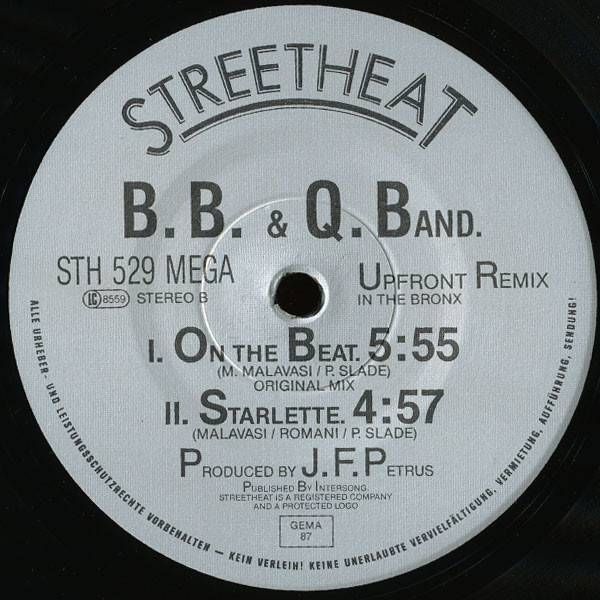 STREETHEAT
B.B. & Q.BAND.
STH 529 MEGA
LC 8559 STEREO B
UPFRONT REMIX
IN THE BRONX
I. ON THE BEAT. 5:55
(M. MALAVASI / P. SLADE)
ORIGINAL MIX
II. STARLETTE. 4:57
(MALAVASI / ROMANI / P. SLADE)
PRODUCED BY J.F.PETRUS
PUBLISHED BY INTERSONG.
STREETHEAT IS A REGISTERED COMPANY
AND A PROTECTED LOGO
GEMA
87
ALLE URHEBER- UND LEISTUNGSSCHUTZRECHTE VORBEHALTEN – KEIN VERLEIH! KEINE UNERLAUBTE VERVIELFÄLTIGUNG, VERMIETUNG, AUFFÜHRUNG, SENDUNG!